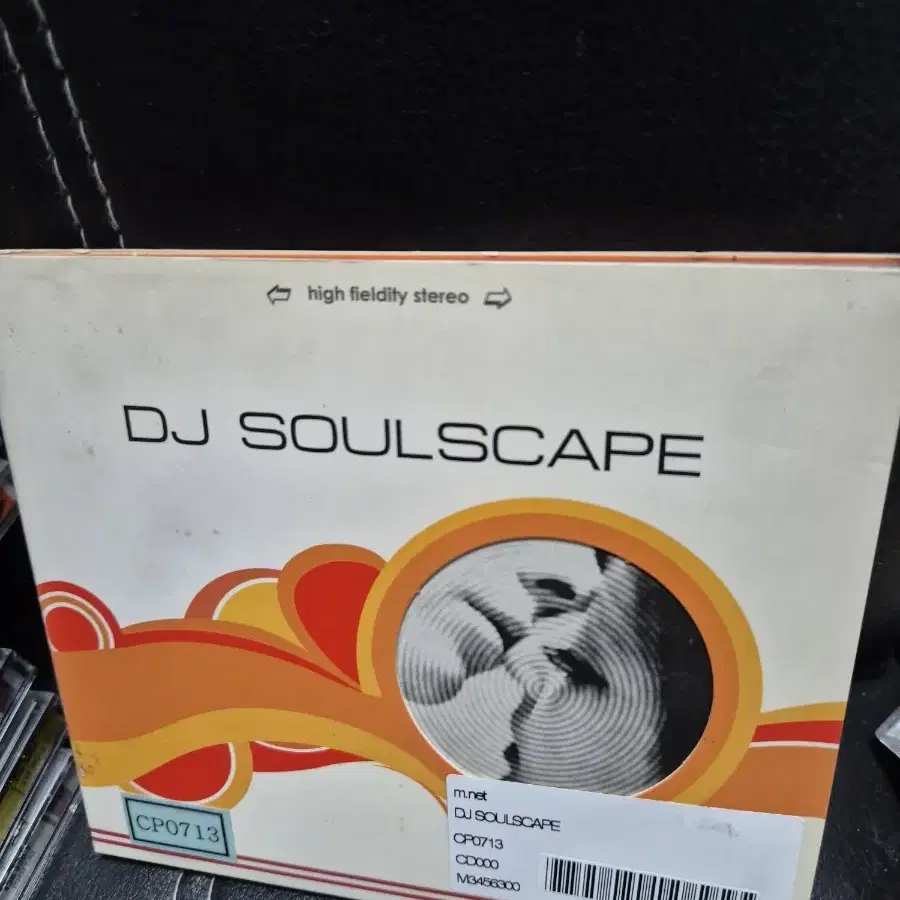 high fieldity stereo
DJ SOULSCAPE
CP0713
m.net
DJ SOULSCAPE
CP0713
CD000
M3456300